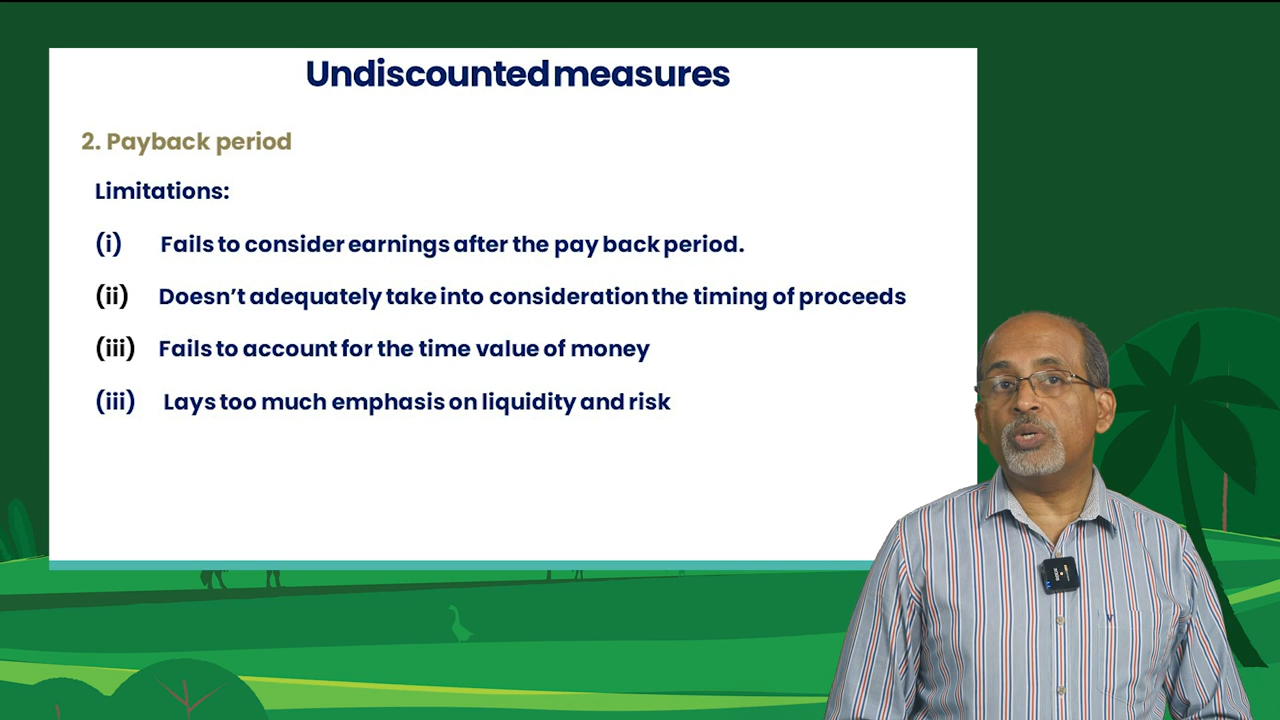 Undiscounted measures
2. Payback period
Limitations:
(i) Fails to consider earnings after the pay back period.
(ii) Doesn’t adequately take into consideration the timing of proceeds
(iii) Fails to account for the time value of money
(iii) Lays too much emphasis on liquidity and risk